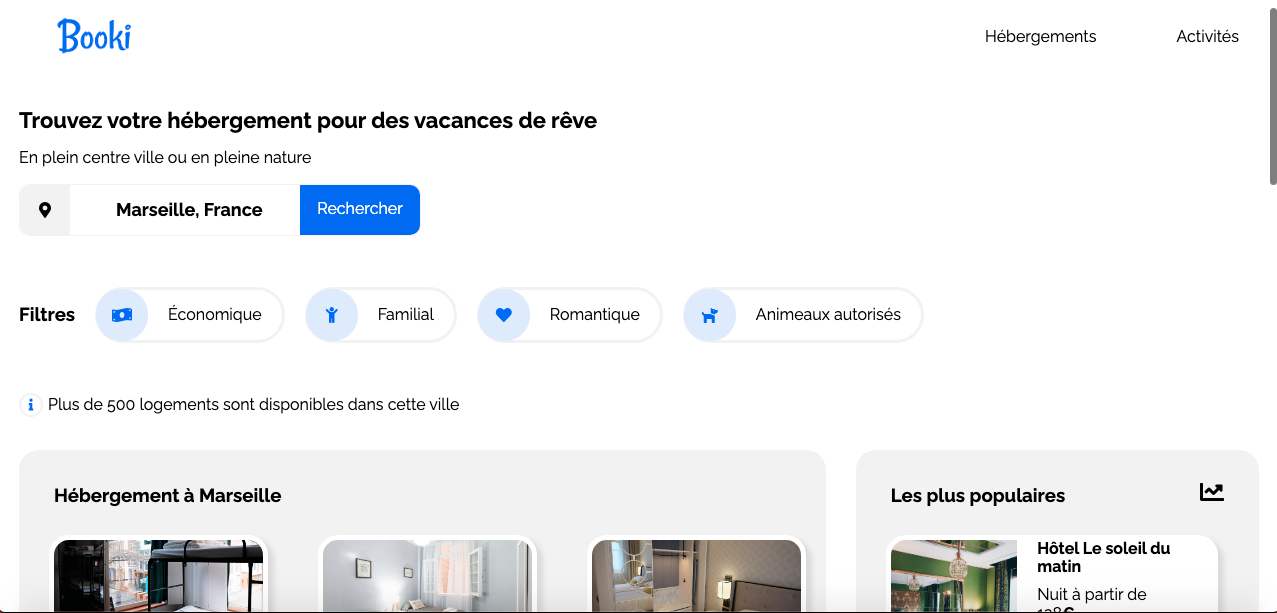 Booki
Hébergements
Activités
Trouvez votre hébergement pour des vacances de rêve
En plein centre ville ou en pleine nature
Marseille, France
Rechercher
Filtres
Économique
Familial
Romantique
Animeaux autorisés
Plus de 500 logements sont disponibles dans cette ville
Hébergement à Marseille
Les plus populaires
Hôtel Le soleil du
matin
Nuit à partir de